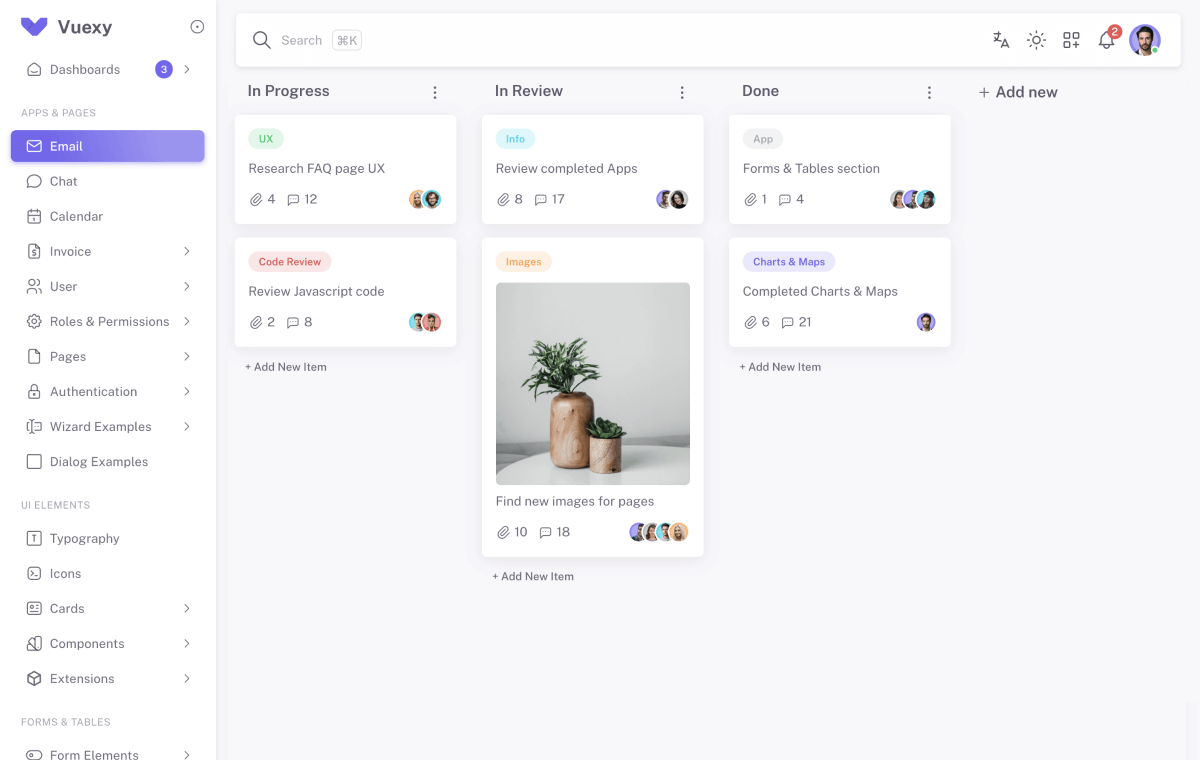 Vuexy
Dashboards
3
APPS & PAGES
Email
Chat
Calendar
Invoice
User
Roles & Permissions
Pages
Authentication
Wizard Examples
Dialog Examples
UI ELEMENTS
Typography
Icons
Cards
Components
Extensions
FORMS & TABLES
Form Elements
Search ⌘K
2
In Progress
UX
Research FAQ page UX
4 12
Code Review
Review Javascript code
2 8
+ Add New Item
In Review
Info
Review completed Apps
8 17
Images
Find new images for pages
10 18
+ Add New Item
Done
App
Forms & Tables section
1 4
Charts & Maps
Completed Charts & Maps
6 21
+ Add New Item
+ Add new